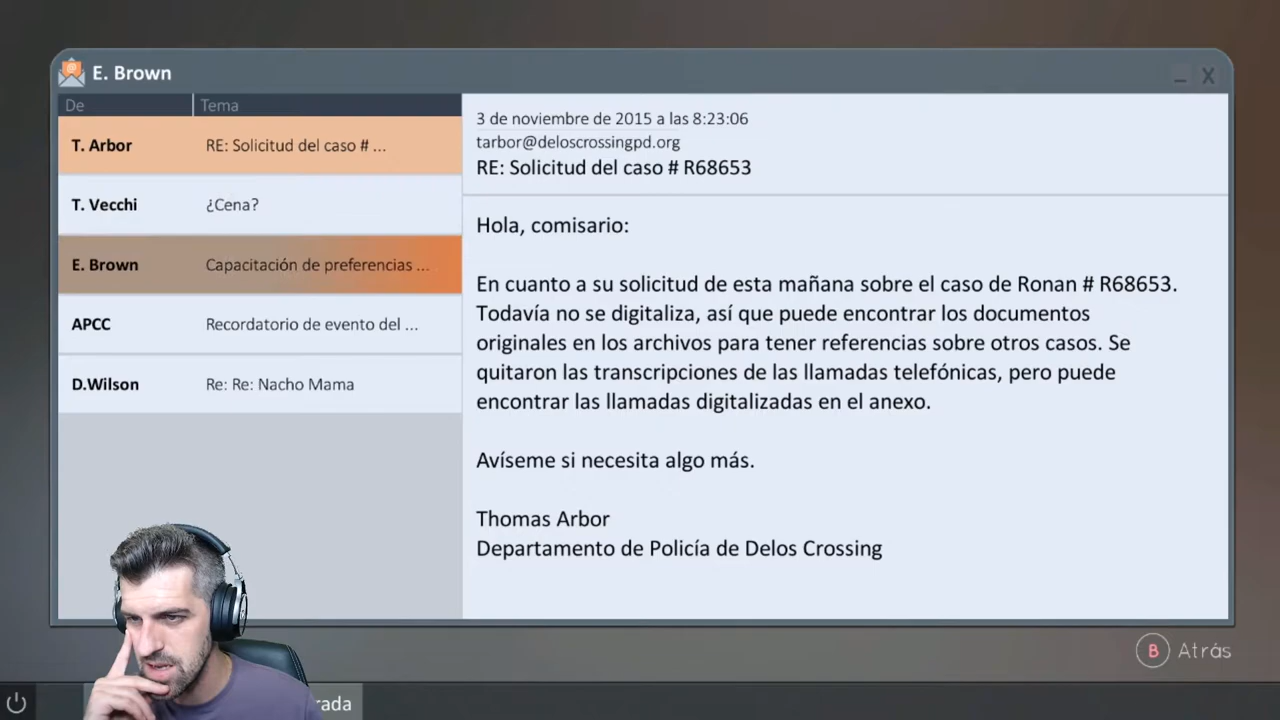 E. Brown
De
Tema
T. Arbor
RE: Solicitud del caso # ...
T. Vecchi
¿Cena?
E. Brown
Capacitación de preferencias ...
APCC
Recordatorio de evento del ...
D.Wilson
Re: Re: Nacho Mama
3 de noviembre de 2015 a las 8:23:06
tarbor@deloscrossingpd.org
RE: Solicitud del caso # R68653
Hola, comisario:
En cuanto a su solicitud de esta mañana sobre el caso de Ronan # R68653.
Todavía no se digitaliza, así que puede encontrar los documentos
originales en los archivos para tener referencias sobre otros casos. Se
quitaron las transcripciones de las llamadas telefónicas, pero puede
encontrar las llamadas digitalizadas en el anexo.
Avíseme si necesita algo más.
Thomas Arbor
Departamento de Policía de Delos Crossing
B Atrás
rada